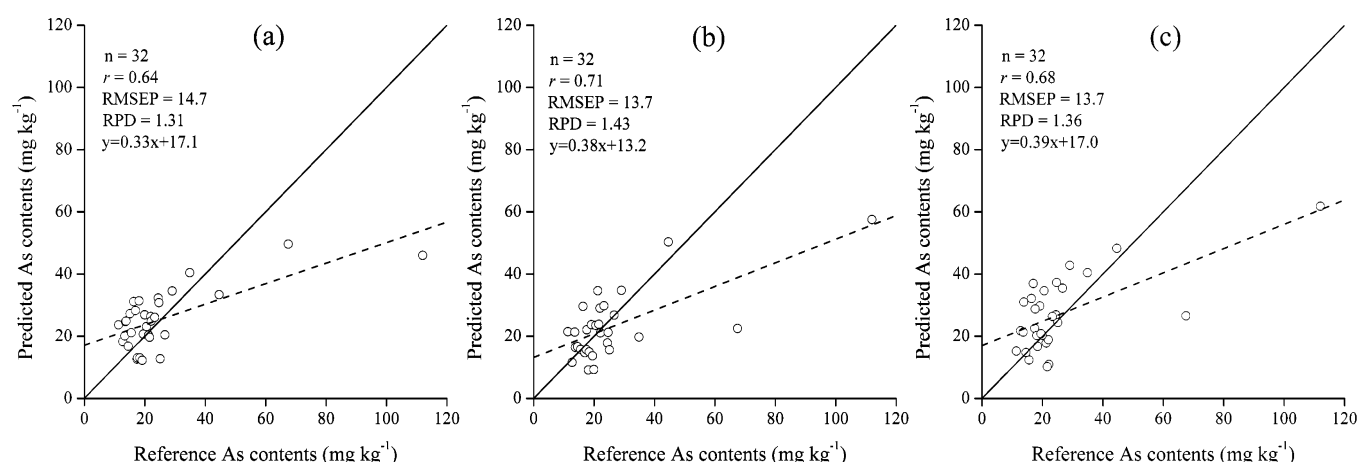 (a)
n = 32
r = 0.64
RMSEP = 14.7
RPD = 1.31
y=0.33x+17.1
120
100
80
60
40
20
0
0 20 40 60 80 100 120
Predicted As contents (mg kg⁻¹)
Reference As contents (mg kg⁻¹)
(b)
n = 32
r = 0.71
RMSEP = 13.7
RPD = 1.43
y=0.38x+13.2
120
100
80
60
40
20
0
0 20 40 60 80 100 120
Predicted As contents (mg kg⁻¹)
Reference As contents (mg kg⁻¹)
(c)
n = 32
r = 0.68
RMSEP = 13.7
RPD = 1.36
y=0.39x+17.0
120
100
80
60
40
20
0
0 20 40 60 80 100 120
Predicted As contents (mg kg⁻¹)
Reference As contents (mg kg⁻¹)